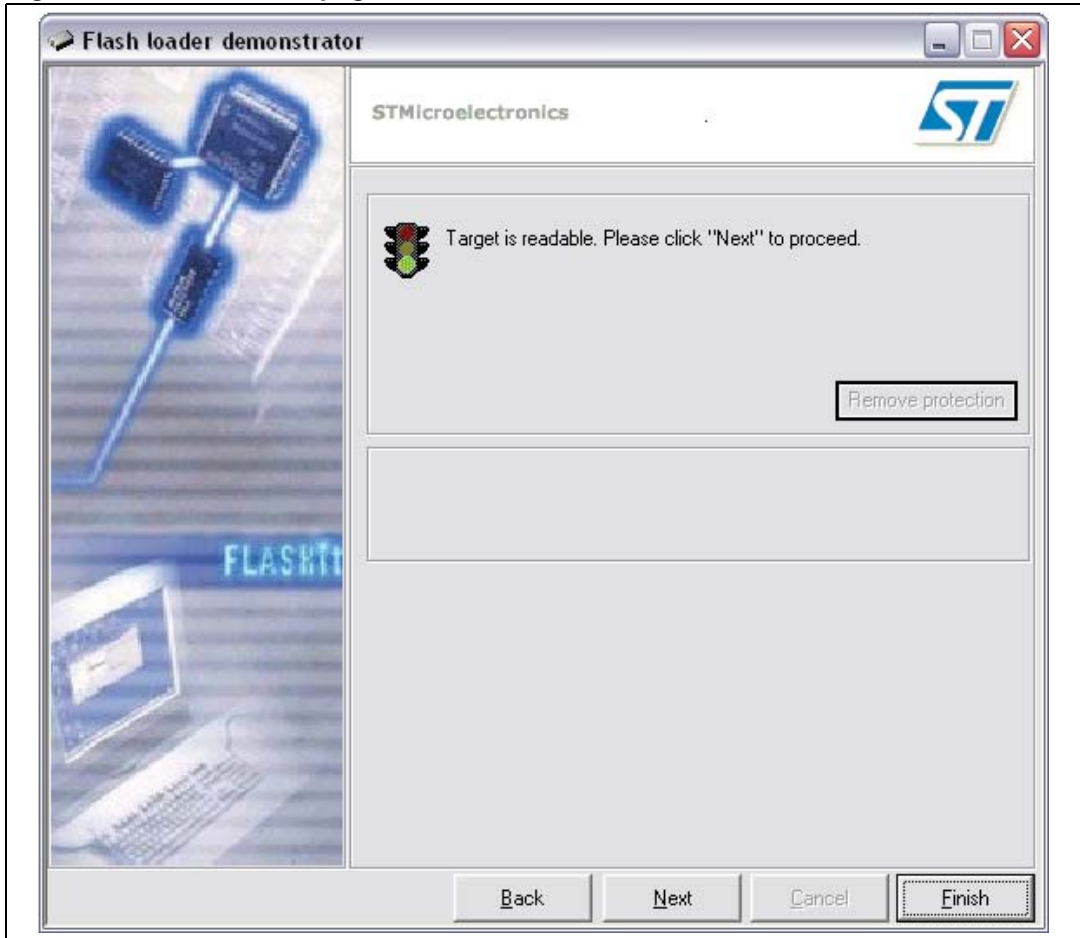 Flash loader demonstrator
STMicroelectronics
ST
Target is readable. Please click "Next" to proceed.
Remove protection
FLASHIt
Back
Next
Cancel
Finish